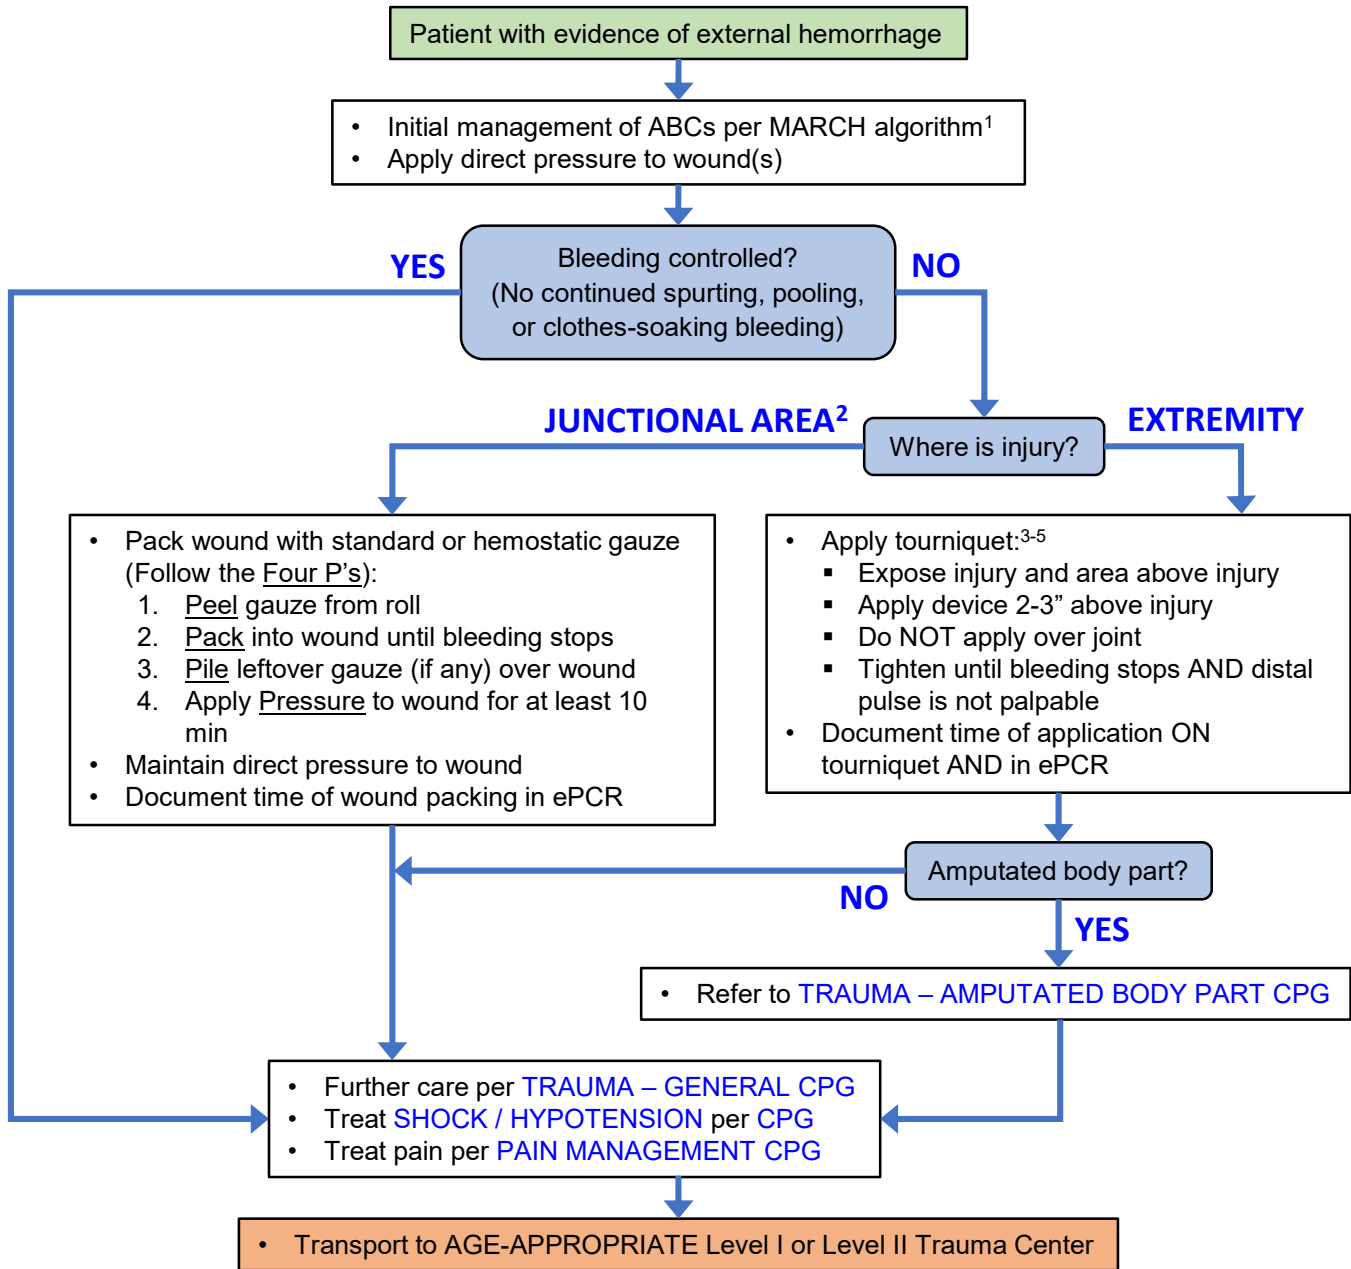 Patient with evidence of external hemorrhage
• Initial management of ABCs per MARCH algorithm¹
• Apply direct pressure to wound(s)
Bleeding controlled?
(No continued spurting, pooling,
or clothes-soaking bleeding)
YES
NO
Where is injury?
JUNCTIONAL AREA²
EXTREMITY
• Pack wound with standard or hemostatic gauze
(Follow the Four P's):
1. Peel gauze from roll
2. Pack into wound until bleeding stops
3. Pile leftover gauze (if any) over wound
4. Apply Pressure to wound for at least 10
min
• Maintain direct pressure to wound
• Document time of wound packing in ePCR
• Apply tourniquet:³⁻⁵
▪ Expose injury and area above injury
▪ Apply device 2-3” above injury
▪ Do NOT apply over joint
▪ Tighten until bleeding stops AND distal
pulse is not palpable
• Document time of application ON
tourniquet AND in ePCR
Amputated body part?
NO
YES
• Refer to TRAUMA – AMPUTATED BODY PART CPG
• Further care per TRAUMA – GENERAL CPG
• Treat SHOCK / HYPOTENSION per CPG
• Treat pain per PAIN MANAGEMENT CPG
• Transport to AGE-APPROPRIATE Level I or Level II Trauma Center